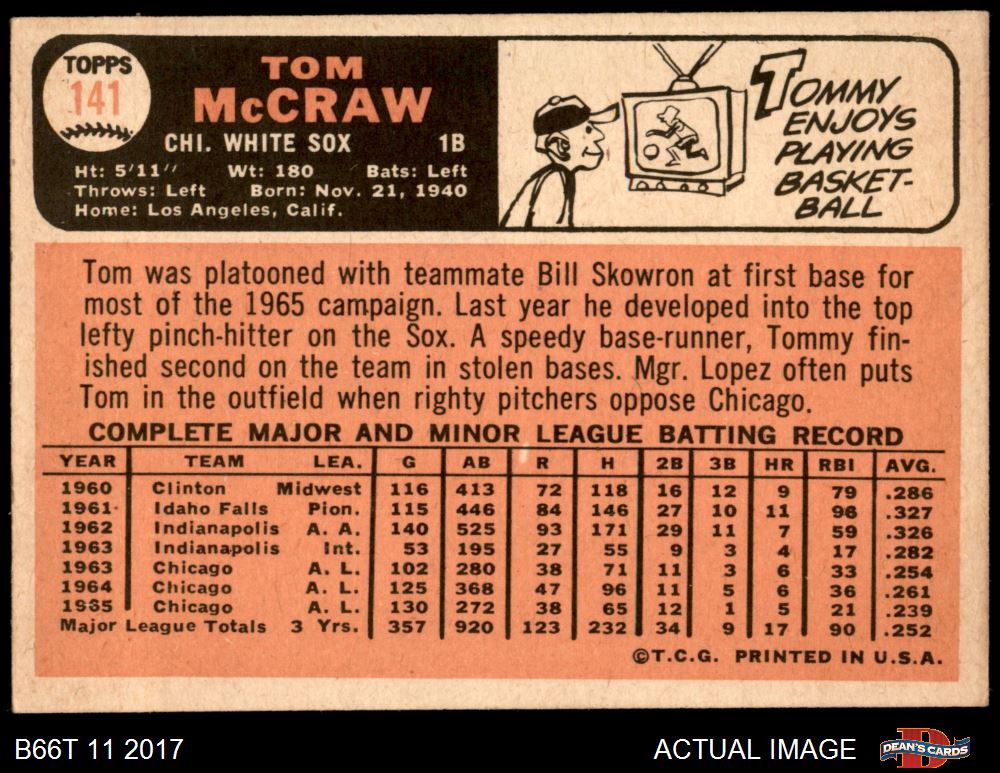 TOPPS
141
TOM
McCRAW
CHI. WHITE SOX 1B
Ht: 5'11" Wt: 180 Bats: Left
Throws: Left Born: Nov. 21, 1940
Home: Los Angeles, Calif.
TOMMY
ENJOYS
PLAYING
BASKET-
BALL
Tom was platooned with teammate Bill Skowron at first base for
most of the 1965 campaign. Last year he developed into the top
lefty pinch-hitter on the Sox. A speedy base-runner, Tommy fin-
ished second on the team in stolen bases. Mgr. Lopez often puts
Tom in the outfield when righty pitchers oppose Chicago.
COMPLETE MAJOR AND MINOR LEAGUE BATTING RECORD
YEAR TEAM LEA. G AB R H 2B 3B HR RBI AVG.
1960 Clinton Midwest 116 413 72 118 16 12 9 79 .286
1961 Idaho Falls Pion. 115 446 84 146 27 10 11 96 .327
1962 Indianapolis A. A. 140 525 93 171 29 11 7 59 .326
1963 Indianapolis Int. 53 195 27 55 9 3 4 17 .282
1963 Chicago A. L. 102 280 38 71 11 3 6 33 .254
1964 Chicago A. L. 125 368 47 96 11 5 6 36 .261
1965 Chicago A. L. 130 272 38 65 12 1 5 21 .239
Major League Totals 3 Yrs. 357 920 123 232 34 9 17 90 .252
©T.C.G. PRINTED IN U.S.A.
B66T 11 2017 ACTUAL IMAGE DEAN'S CARDS